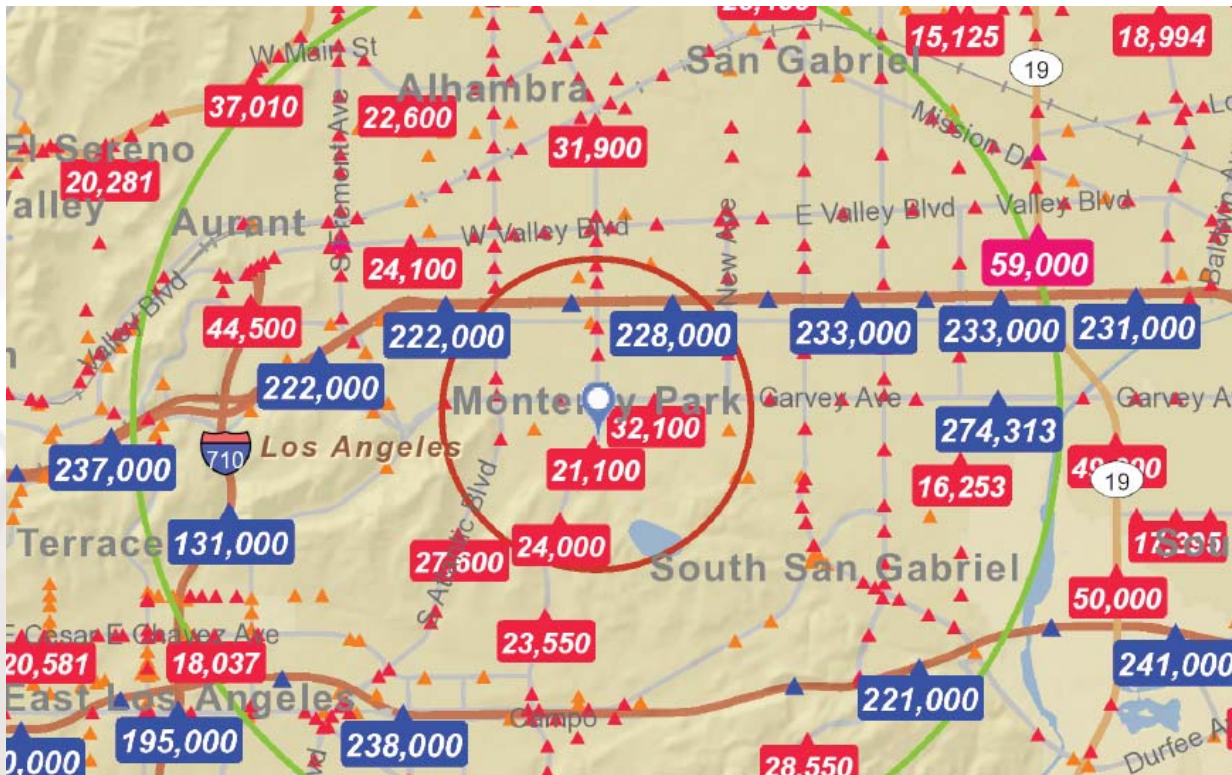 15,125
18,994
W Main St
San Gabriel
19
Alhambra
37,010
22,600
S Fremont Ave
31,900
Mission Dr
El Sereno
20,281
Valley
Aurant
W Valley Blvd
E Valley Blvd
Valley Blvd
New Ave
24,100
59,000
Valley Blvd
44,500
222,000
228,000
233,000
233,000
231,000
222,000
Monterey Park
Garvey Ave
32,100
274,313
710
Los Angeles
237,000
21,100
16,253
19
S Atlantic Blvd
Terrace
131,000
27,600
24,000
South San Gabriel
50,000
E Cesar E Chavez Ave
20,581
18,037
23,550
241,000
East Los Angeles
221,000
Campo
195,000
238,000
28,550
Durfee A